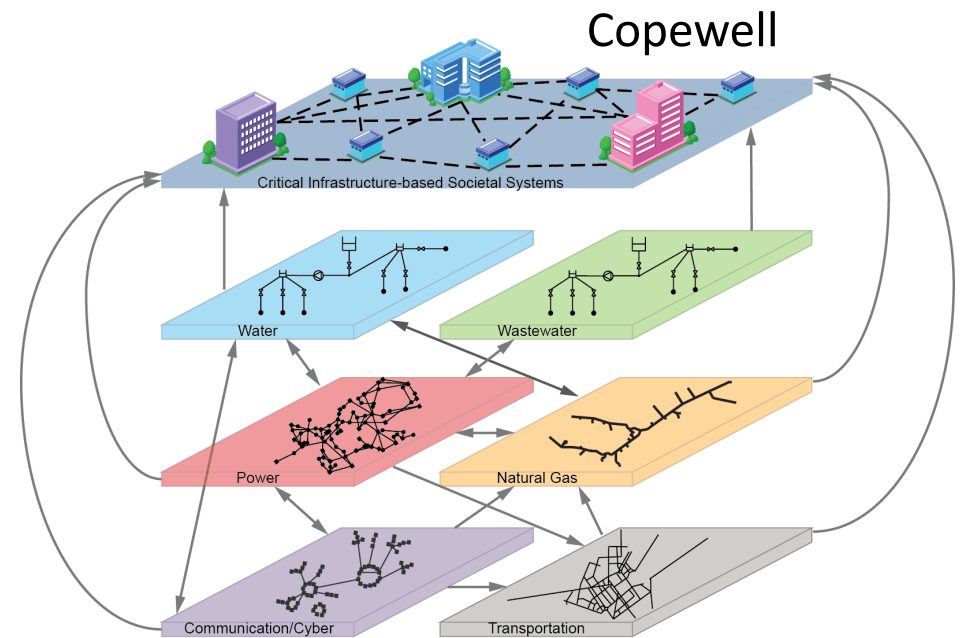 Copewell
Critical Infrastructure-based Societal Systems
Water
Wastewater
Power
Natural Gas
Communication/Cyber
Transportation